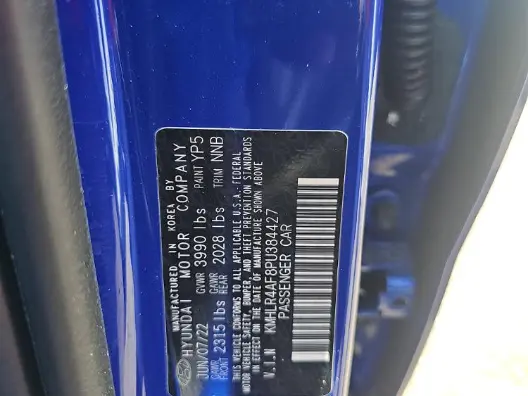 MANUFACTURED IN KOREA BY
HYUNDAI MOTOR COMPANY
JUN/07/22 GVWR 3990 lbs PAINT YP5
GAWR FRONT 2315 lbs GAWR REAR 2028 lbs TRIM NNB
THIS VEHICLE CONFORMS TO ALL APPLICABLE U.S.A. FEDERAL
MOTOR VEHICLE SAFETY, BUMPER, AND THEFT PREVENTION STANDARDS
IN EFFECT ON THE DATE OF MANUFACTURE SHOWN ABOVE
V.I.N KMHLR4AF8PU384427
PASSENGER CAR